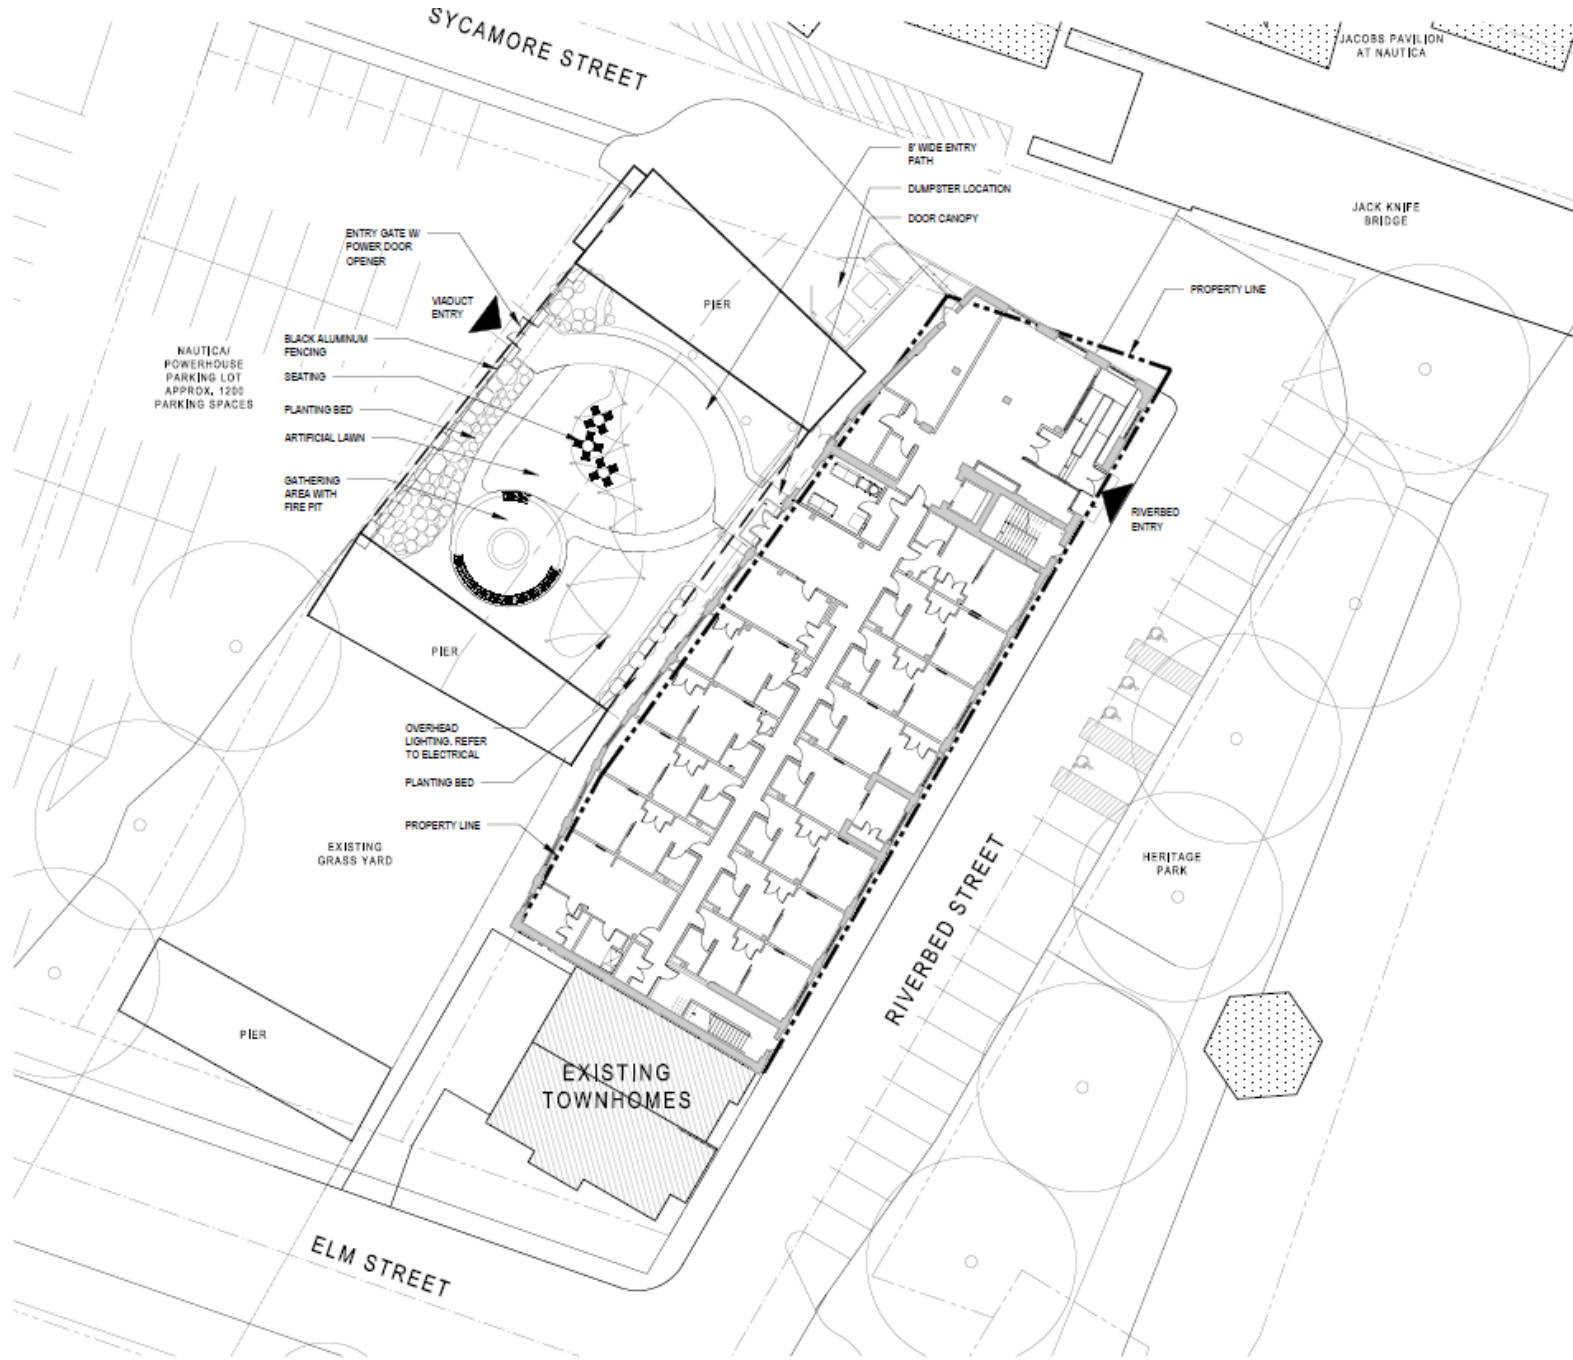 SYCAMORE STREET
JACOBS PAVILION
AT NAUTICA
8' WIDE ENTRY
PATH
DUMPSTER LOCATION
DOOR CANOPY
JACK KNIFE
BRIDGE
ENTRY GATE W/
POWER DOOR
OPENER
PIER
PROPERTY LINE
VIADUCT
ENTRY
BLACK ALUMINUM
FENCING
NAUTICA/
POWERHOUSE
PARKING LOT
APPROX. 1200
PARKING SPACES
SEATING
PLANTING BED
ARTIFICIAL LAWN
GATHERING
AREA WITH
FIRE PIT
RIVERBED
ENTRY
PIER
OVERHEAD
LIGHTING. REFER
TO ELECTRICAL
PLANTING BED
PROPERTY LINE
EXISTING
GRASS YARD
HERITAGE
PARK
RIVERBED STREET
PIER
EXISTING
TOWNHOMES
ELM STREET